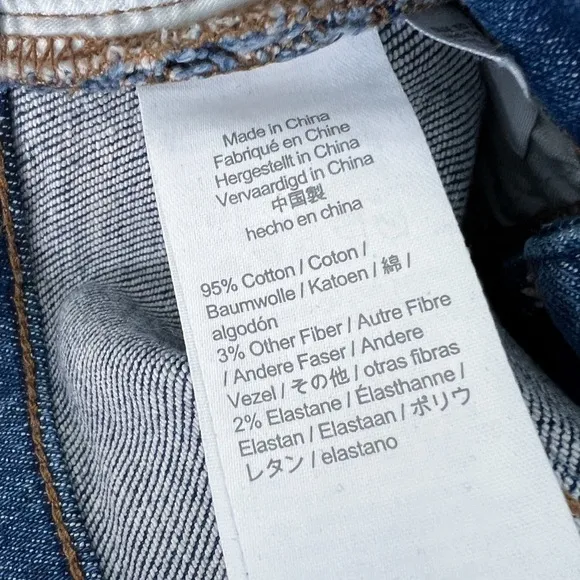 Made in China
Fabriqué en Chine
Hergestellt in China
Vervaardigd in China
中国製
hecho en china
95% Cotton / Coton /
Baumwolle / Katoen / 綿 /
algodón
3% Other Fiber / Autre Fibre
/ Andere Faser / Andere
Vezel / その他 / otras fibras
2% Elastane / Élasthanne /
Elastan / Elastaan / ポリウ
レタン / elastano